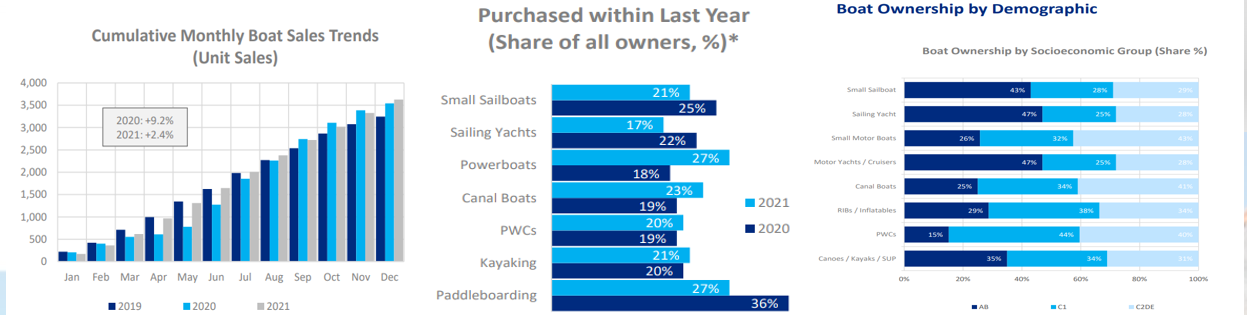 Cumulative Monthly Boat Sales Trends
(Unit Sales)
4,000
3,500
3,000
2,500
2,000
1,500
1,000
500
0
2020: +9.2%
2021: +2.4%
Jan Feb Mar Apr May Jun Jul Aug Sep Oct Nov Dec
2019 2020 2021
Purchased within Last Year
(Share of all owners, %)*
21%
Small Sailboats
25%
17%
Sailing Yachts
22%
27%
Powerboats
18%
23%
Canal Boats
19%
20%
PWCs
19%
21%
Kayaking
20%
27%
Paddleboarding
36%
2021
2020
Boat Ownership by Demographic
Boat Ownership by Socioeconomic Group (Share %)
Small Sailboat 43% 28% 29%
Sailing Yacht 47% 25% 28%
Small Motor Boats 26% 32% 43%
Motor Yachts / Cruisers 47% 25% 28%
Canal Boats 25% 34% 41%
RIBs / Inflatables 29% 38% 34%
PWCs 15% 44% 40%
Canoes / Kayaks / SUP 35% 34% 31%
0% 20% 40% 60% 80% 100%
AB C1 C2DE